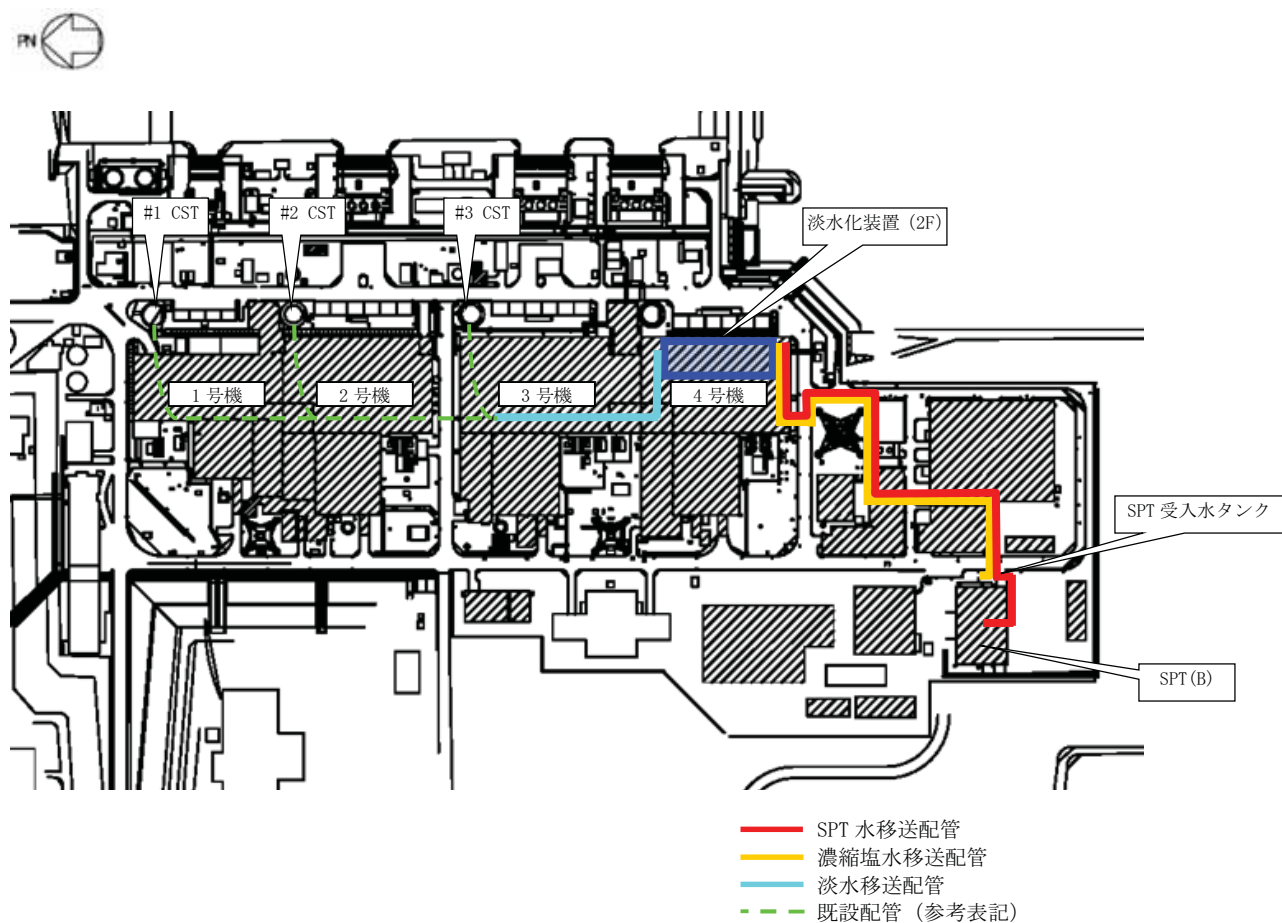 PN
#1 CST
#2 CST
#3 CST
淡水化装置 (2F)
1号機
2号機
3号機
4号機
SPT 受入水タンク
SPT(B)
SPT 水移送配管
濃縮塩水移送配管
淡水移送配管
既設配管 (参考表記)